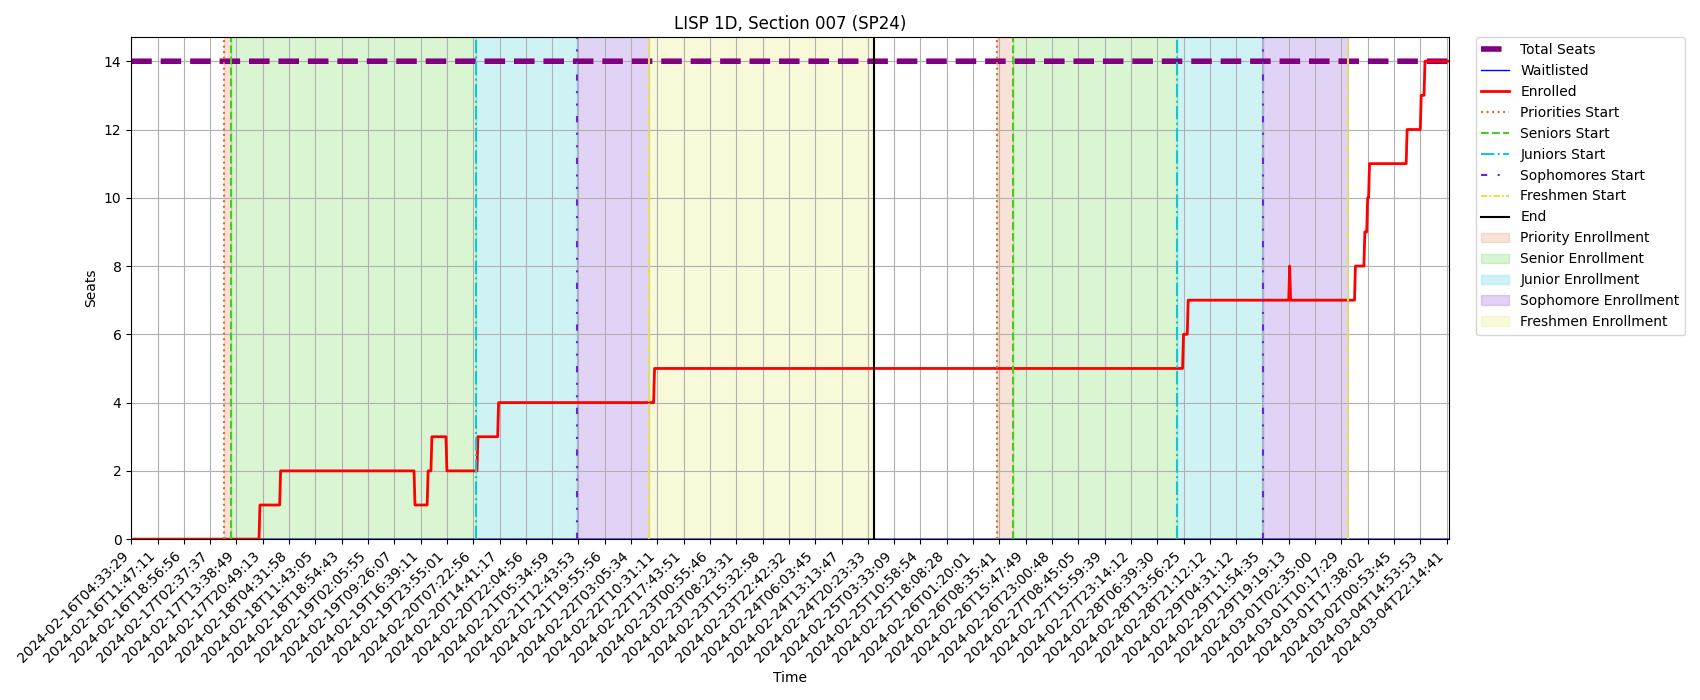 LISP 1D, Section 007 (SP24)
Seats
14
12
10
8
6
4
2
0
2024-02-16T04:33:29
2024-02-16T11:47:11
2024-02-16T18:56:56
2024-02-17T02:37:37
2024-02-17T13:38:49
2024-02-17T20:49:13
2024-02-18T04:31:58
2024-02-18T11:43:05
2024-02-18T18:54:43
2024-02-19T02:05:55
2024-02-19T09:26:07
2024-02-19T16:39:11
2024-02-19T23:55:01
2024-02-20T07:22:56
2024-02-20T14:41:17
2024-02-20T22:04:56
2024-02-21T05:34:59
2024-02-21T12:43:53
2024-02-21T19:55:56
2024-02-22T03:05:34
2024-02-22T10:31:11
2024-02-22T17:43:51
2024-02-23T00:55:46
2024-02-23T08:23:31
2024-02-23T15:32:58
2024-02-23T22:42:32
2024-02-24T06:03:45
2024-02-24T13:13:47
2024-02-24T20:23:33
2024-02-25T03:33:09
2024-02-25T10:58:54
2024-02-25T18:08:28
2024-02-26T01:20:01
2024-02-26T08:35:41
2024-02-26T15:47:49
2024-02-26T23:00:48
2024-02-27T08:45:05
2024-02-27T15:59:39
2024-02-27T23:14:12
2024-02-28T06:39:30
2024-02-28T13:56:25
2024-02-28T21:12:12
2024-02-29T04:31:12
2024-02-29T11:54:35
2024-02-29T19:19:13
2024-03-01T02:35:00
2024-03-01T10:17:29
2024-03-01T17:38:02
2024-03-02T00:53:45
2024-03-04T14:53:53
2024-03-04T22:14:41
Time
Total Seats
Waitlisted
Enrolled
Priorities Start
Seniors Start
Juniors Start
Sophomores Start
Freshmen Start
End
Priority Enrollment
Senior Enrollment
Junior Enrollment
Sophomore Enrollment
Freshmen Enrollment